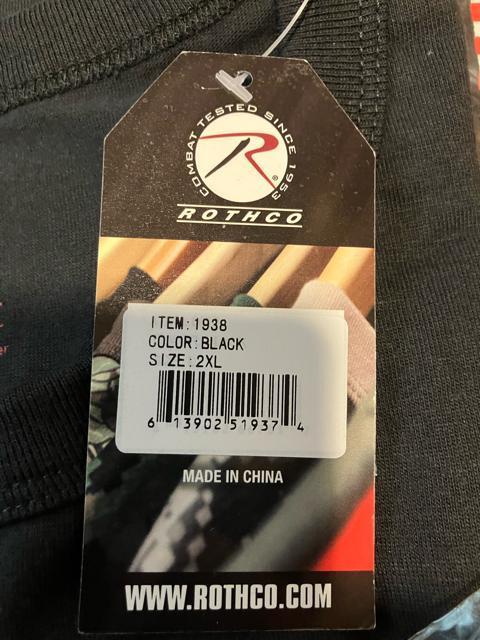 COMBAT TESTED SINCE 1953
R
®
ROTHCO
ITEM:1938
COLOR:BLACK
SIZE:2XL
6 13902 51937 4
MADE IN CHINA
WWW.ROTHCO.COM